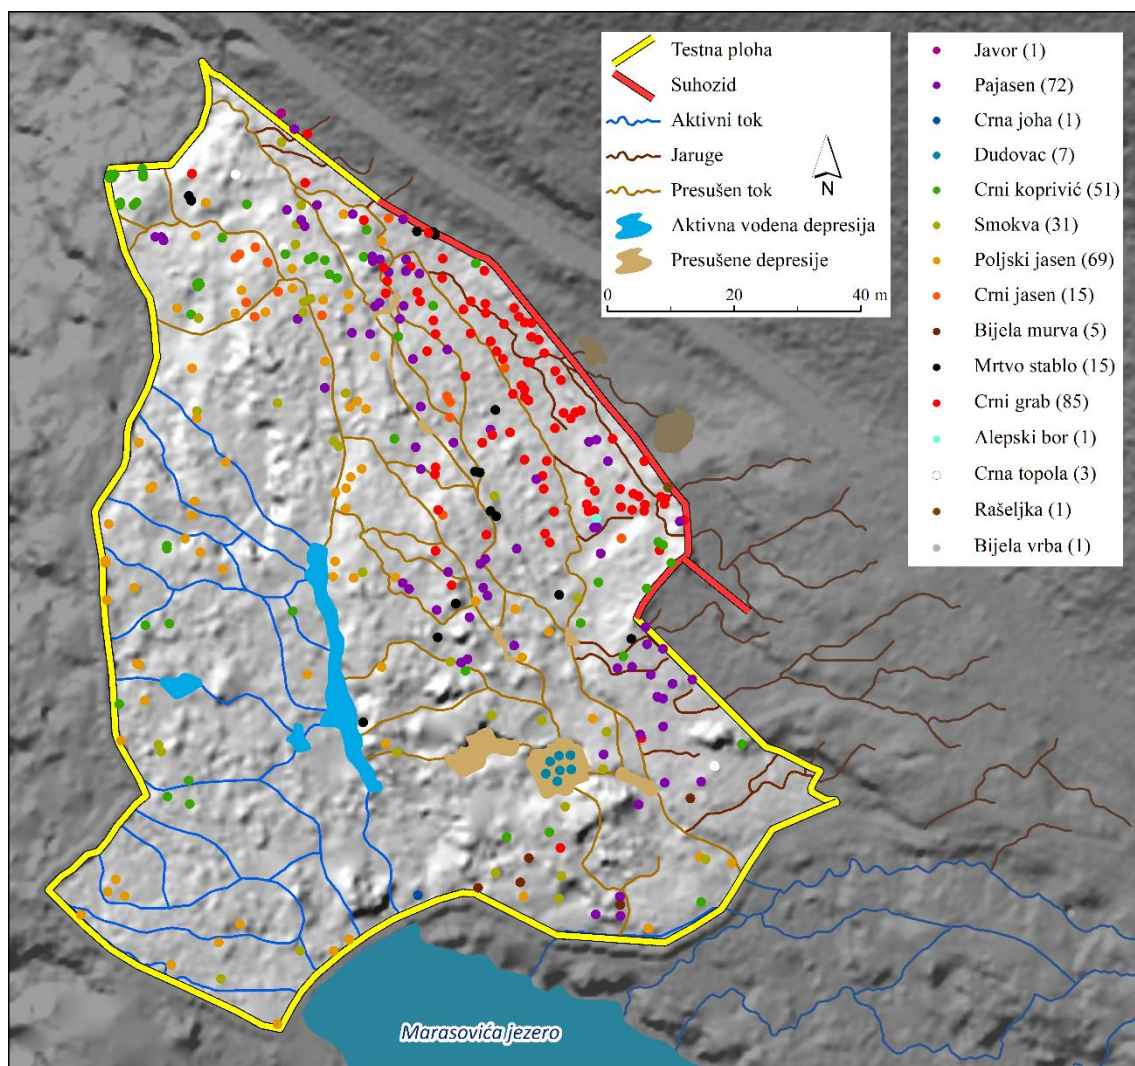 Testna ploha
Suhozid
Aktivni tok
Jaruge
Presušen tok
Aktivna vodena depresija
Presušene depresije
N
0 20 40 m
Javor (1)
Pajasen (72)
Crna joha (1)
Dudovac (7)
Crni koprivić (51)
Smokva (31)
Poljski jasen (69)
Crni jasen (15)
Bijela murva (5)
Mrtvo stablo (15)
Crni grab (85)
Alepski bor (1)
Crna topola (3)
Rašeljka (1)
Bijela vrba (1)
Marasovića jezero